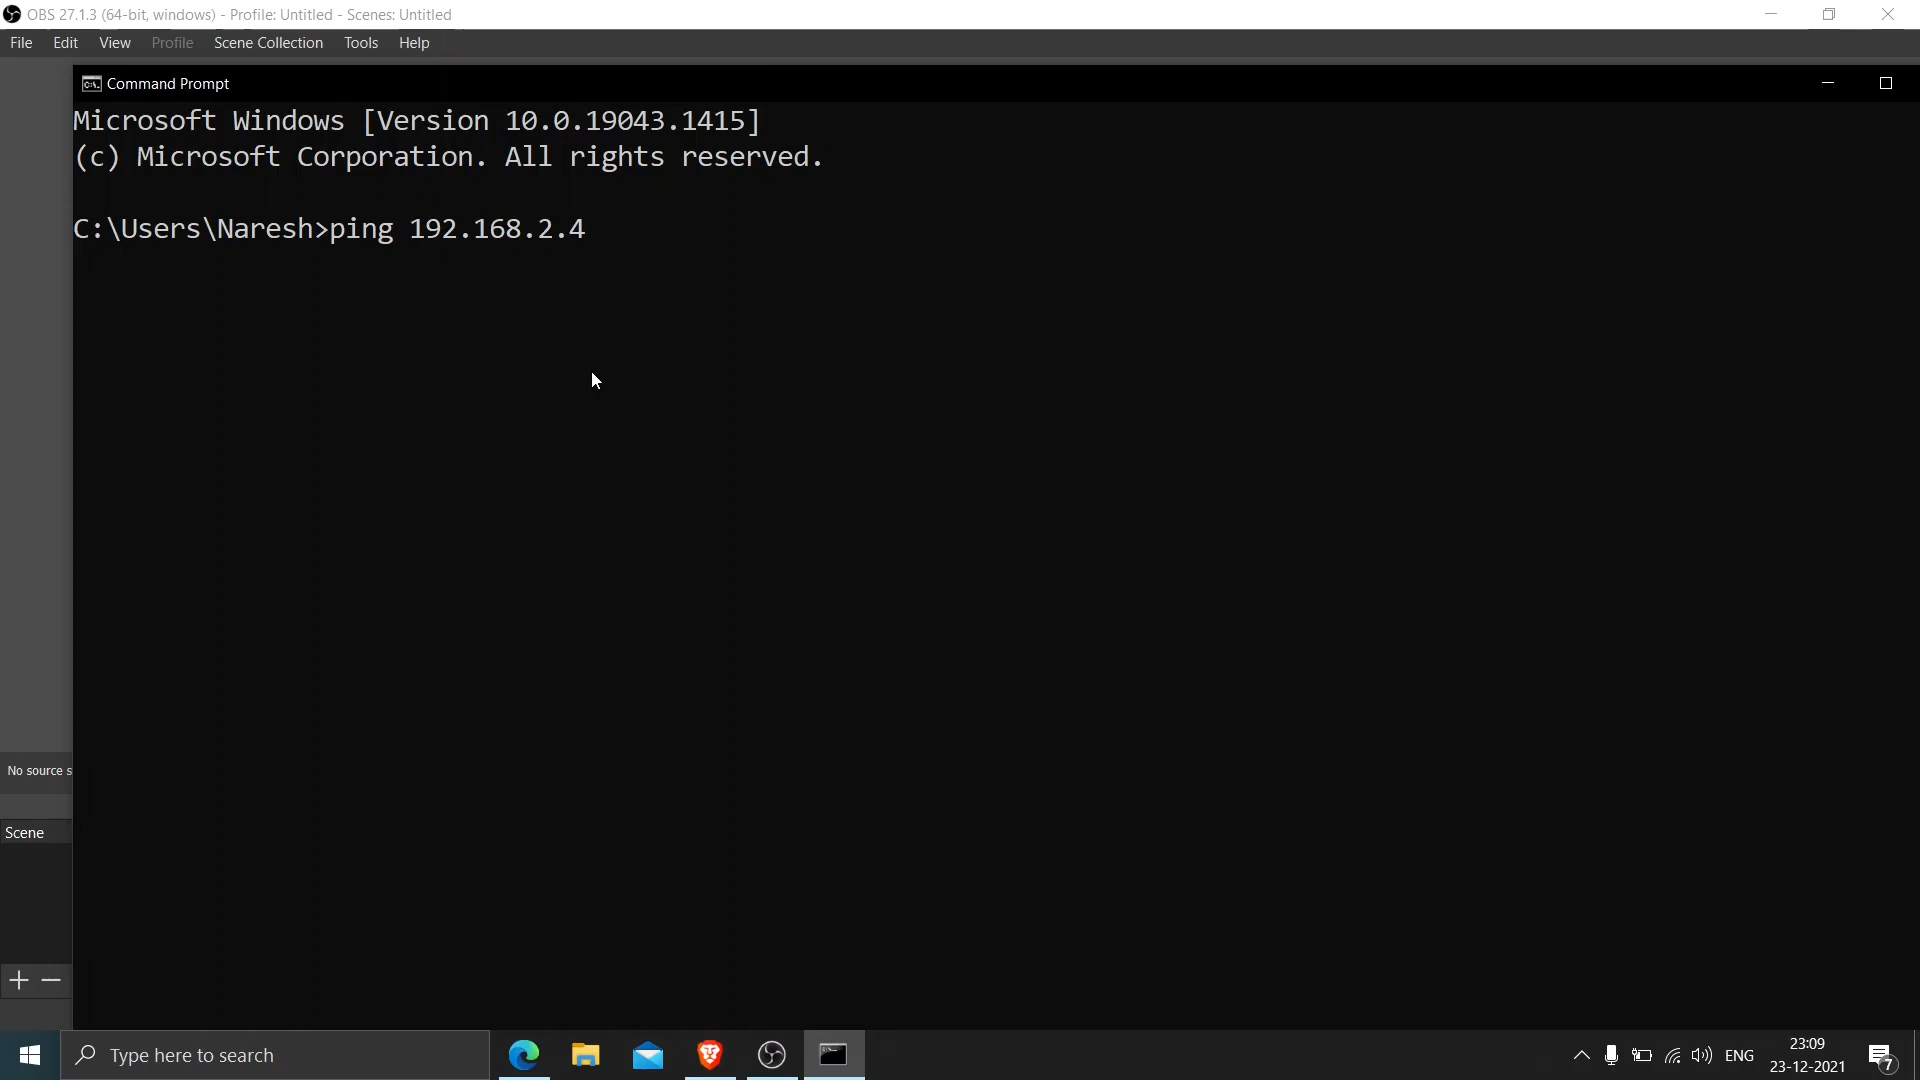 OBS 27.1.3 (64-bit, windows) - Profile: Untitled - Scenes: Untitled
File Edit View Profile Scene Collection Tools Help
Command Prompt
Microsoft Windows [Version 10.0.19043.1415]
(c) Microsoft Corporation. All rights reserved.
C:\Users\Naresh>ping 192.168.2.4
No source s
Scene
Type here to search
ENG
23:09
23-12-2021
7